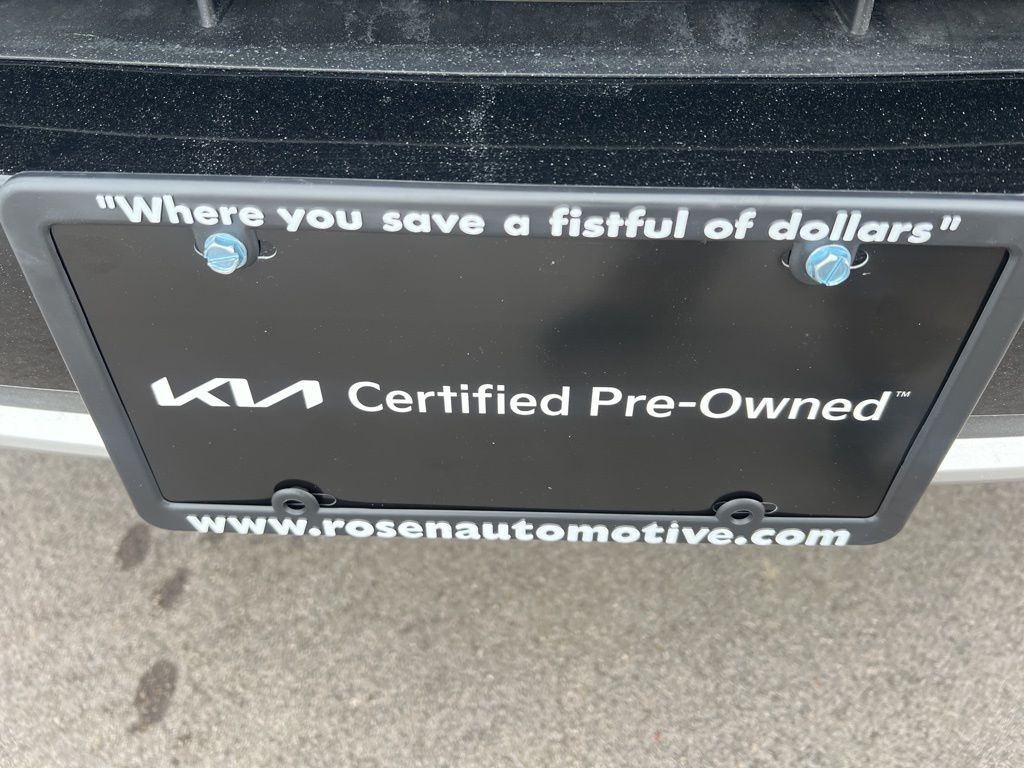 "Where you save a fistful of dollars"
KIA Certified Pre-Owned™
www.rosenautomotive.com